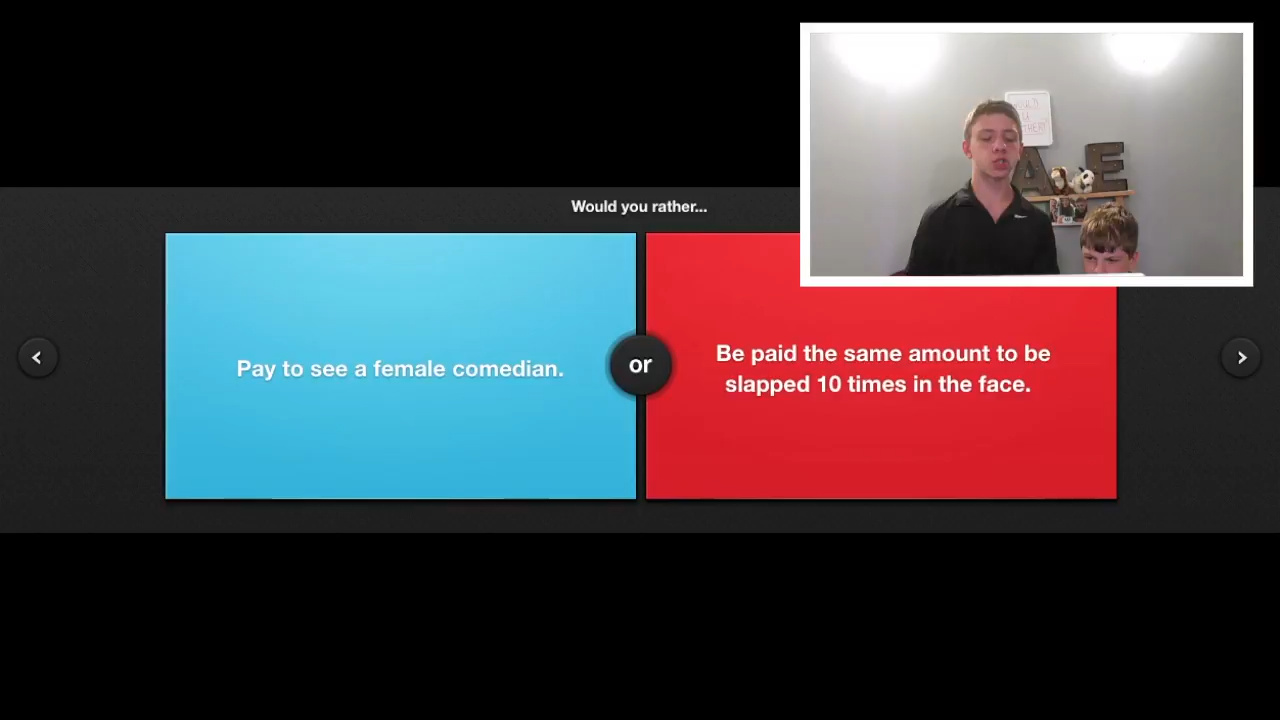 Would you rather...
Pay to see a female comedian.
or
Be paid the same amount to be
slapped 10 times in the face.
A E